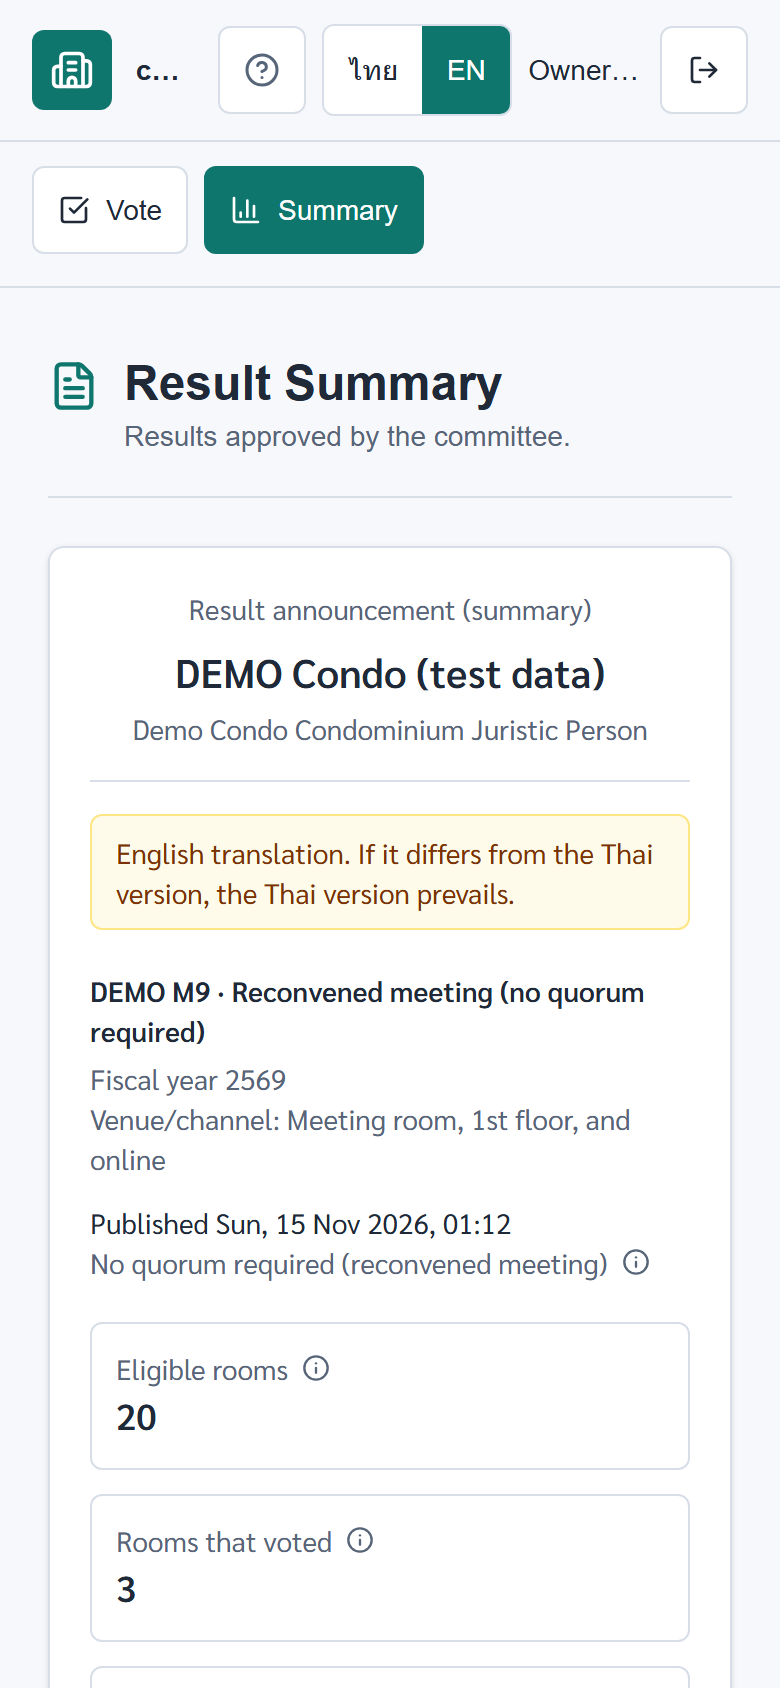 c...
ไทย
EN
Owner...
Vote
Summary
Result Summary
Results approved by the committee.
Result announcement (summary)
DEMO Condo (test data)
Demo Condo Condominium Juristic Person
English translation. If it differs from the Thai
version, the Thai version prevails.
DEMO M9 · Reconvened meeting (no quorum
required)
Fiscal year 2569
Venue/channel: Meeting room, 1st floor, and
online
Published Sun, 15 Nov 2026, 01:12
No quorum required (reconvened meeting)
Eligible rooms
20
Rooms that voted
3